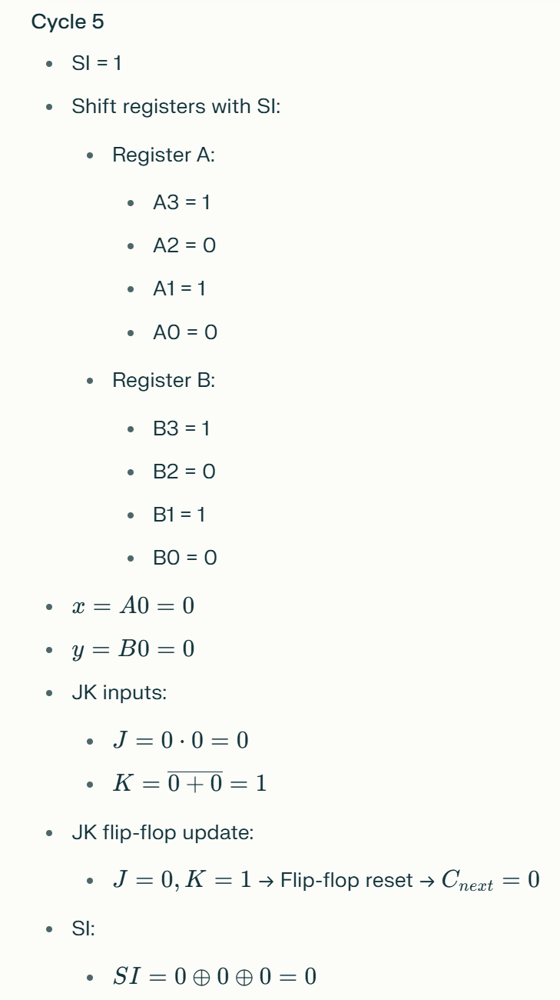 Cycle 5
• SI = 1
• Shift registers with SI:
• Register A:
• A3 = 1
• A2 = 0
• A1 = 1
• A0 = 0
• Register B:
• B3 = 1
• B2 = 0
• B1 = 1
• B0 = 0
• x = A0 = 0
• y = B0 = 0
• JK inputs:
• J = 0 · 0 = 0
• K = \overline{0 + 0} = 1
• JK flip-flop update:
• J = 0, K = 1 → Flip-flop reset → C_{next} = 0
• SI:
• SI = 0 ⊕ 0 ⊕ 0 = 0